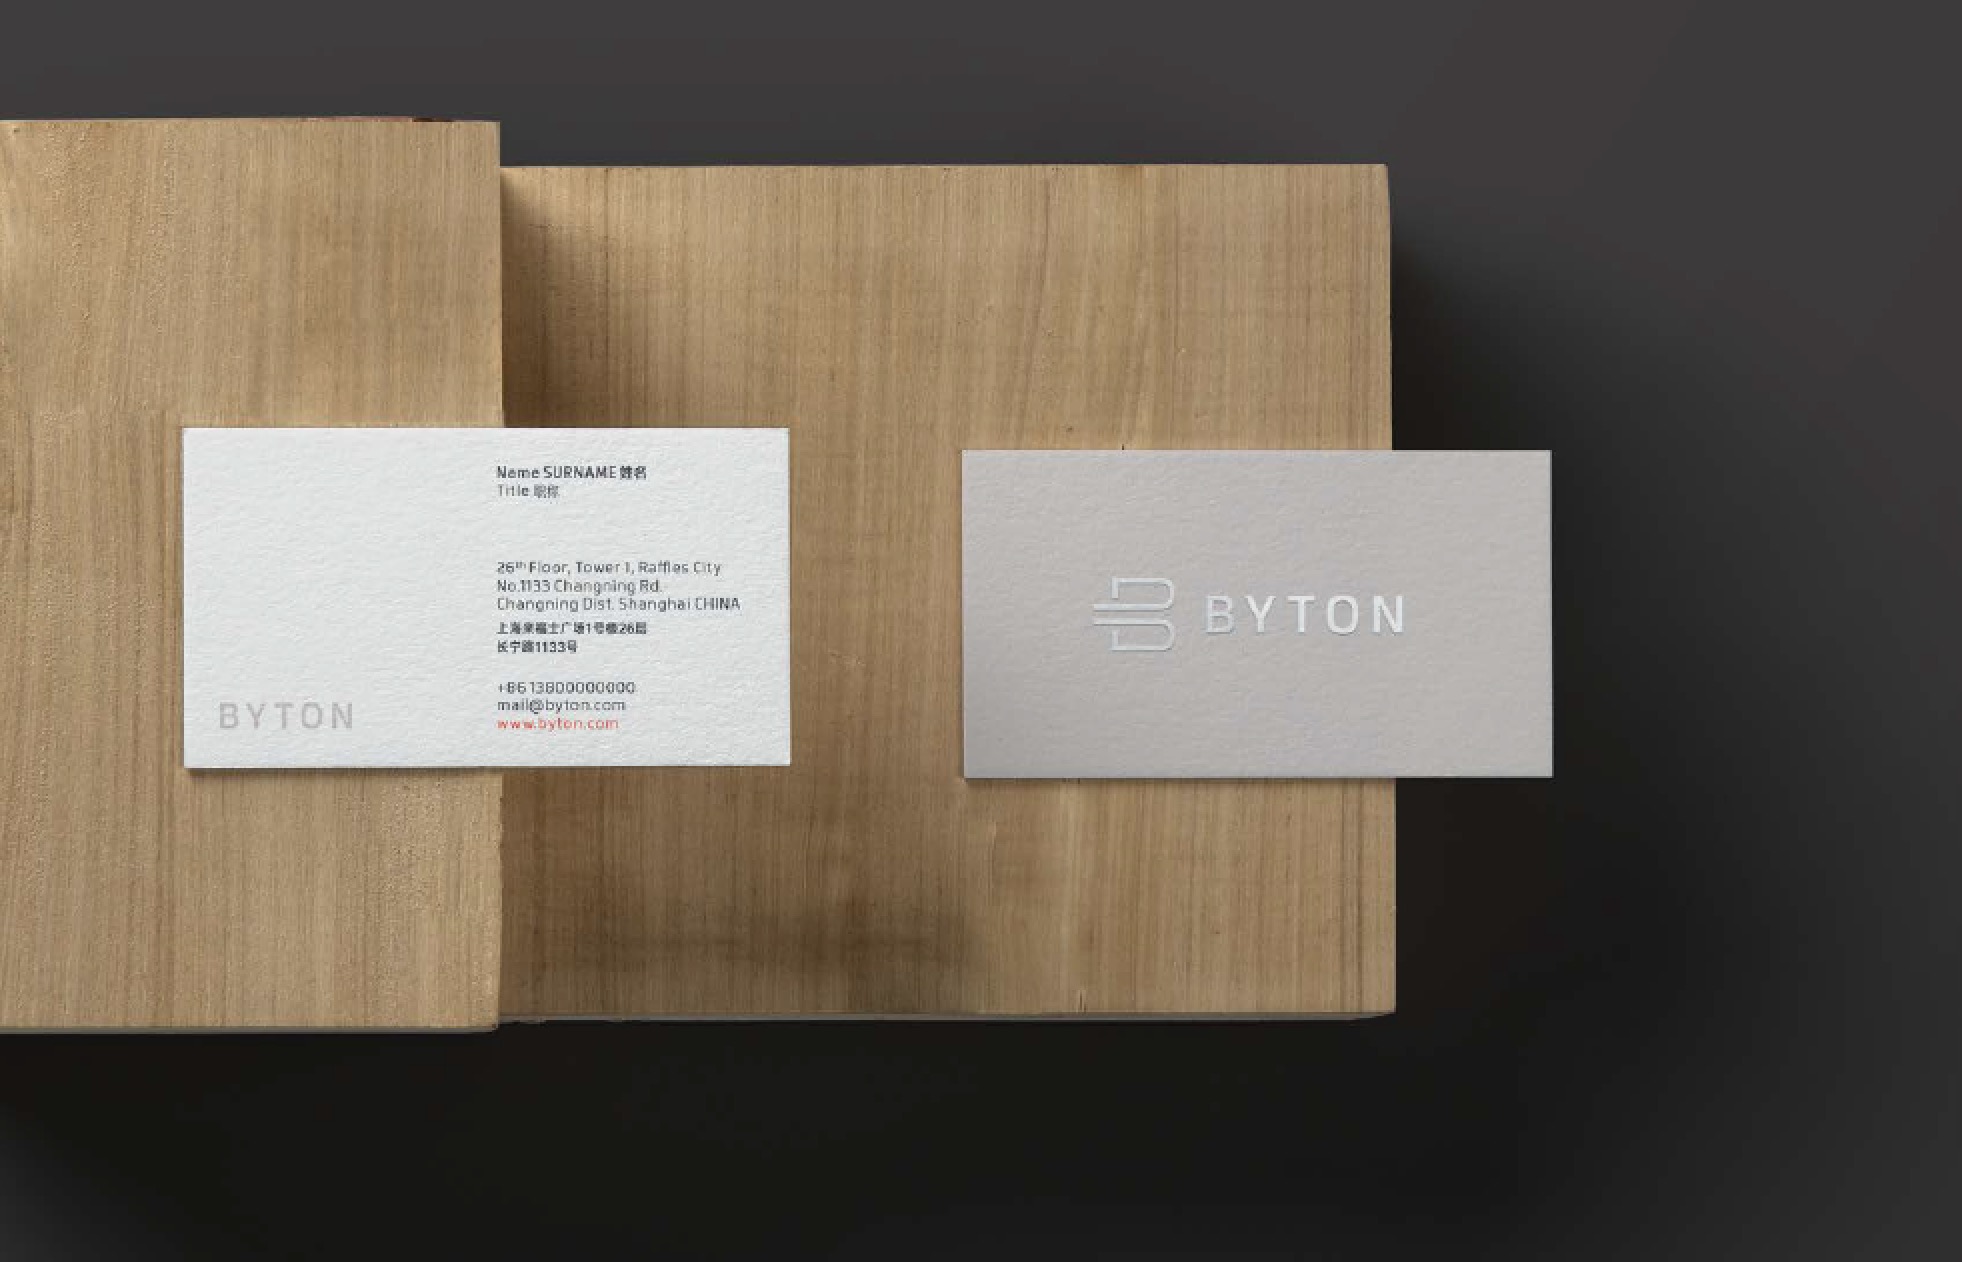 Name SURNAME 姓名
Title 职称
26th Floor, Tower 1, Raffles City
No.1133 Changning Rd.
Changning Dist. Shanghai CHINA
上海来福士广场1号楼26层
长宁路1133号
+86 13800000000
mail@byton.com
www.byton.com
BYTON
BYTON